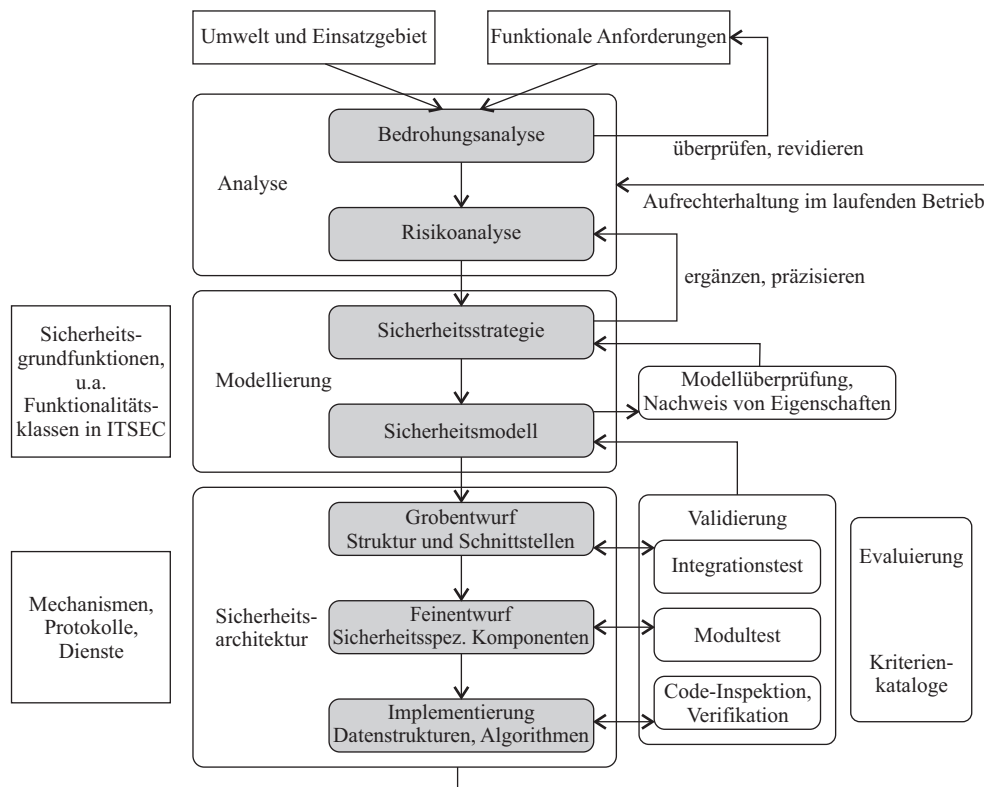 Umwelt und Einsatzgebiet
Funktionale Anforderungen
Bedrohungsanalyse
überprüfen, revidieren
Analyse
Aufrechterhaltung im laufenden Betrieb
Risikoanalyse
ergänzen, präzisieren
Sicherheits-
grundfunktionen,
u.a.
Funktionalitäts-
klassen in ITSEC
Sicherheitsstrategie
Modellierung
Modellüberprüfung,
Nachweis von Eigenschaften
Sicherheitsmodell
Grobentwurf
Struktur und Schnittstellen
Validierung
Integrationstest
Evaluierung
Mechanismen,
Protokolle,
Dienste
Sicherheits-
architektur
Feinentwurf
Sicherheitsspez. Komponenten
Modultest
Kriterien-
kataloge
Implementierung
Datenstrukturen, Algorithmen
Code-Inspektion,
Verifikation